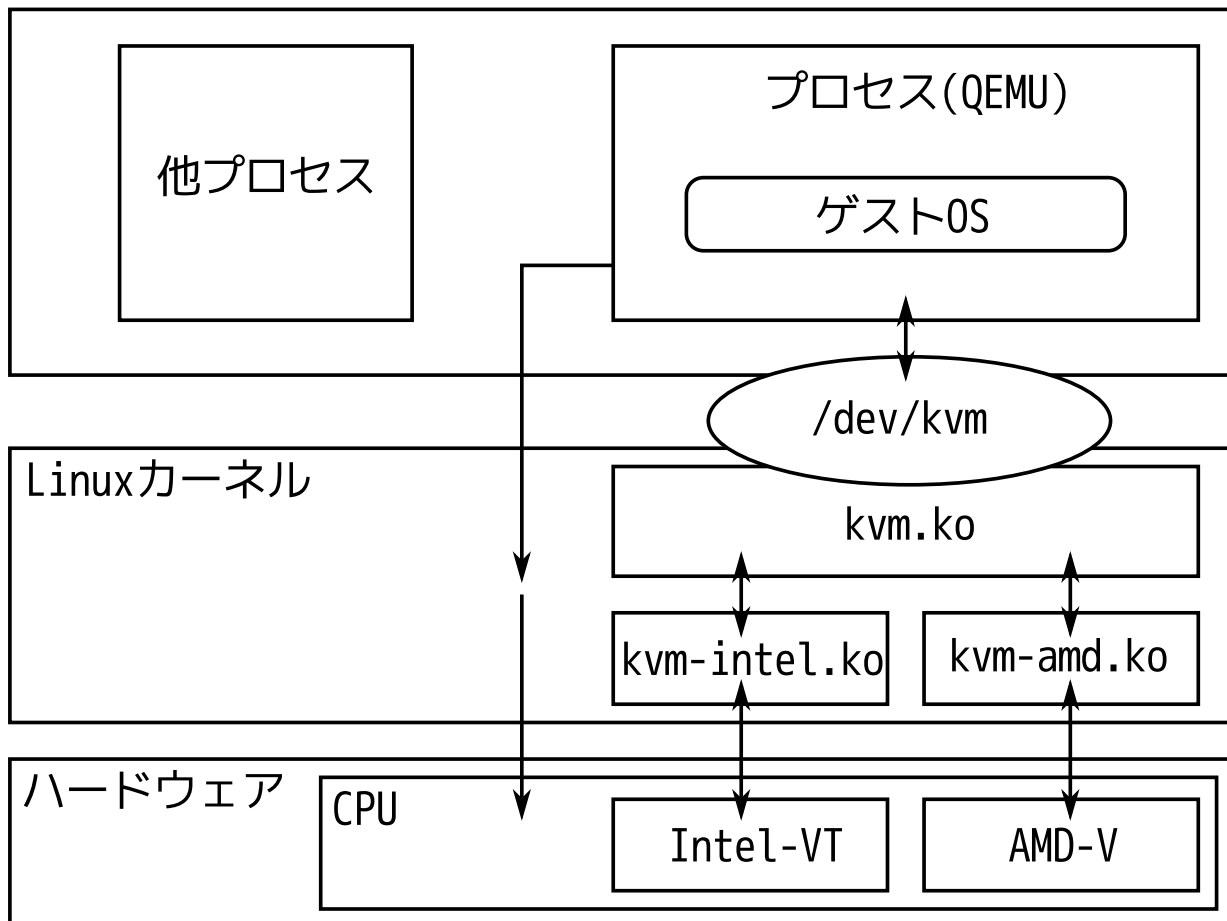 プロセス(QEMU)
他プロセス
ゲストOS
/dev/kvm
Linuxカーネル
kvm.ko
kvm-intel.ko
kvm-amd.ko
ハードウェア
CPU
Intel-VT
AMD-V